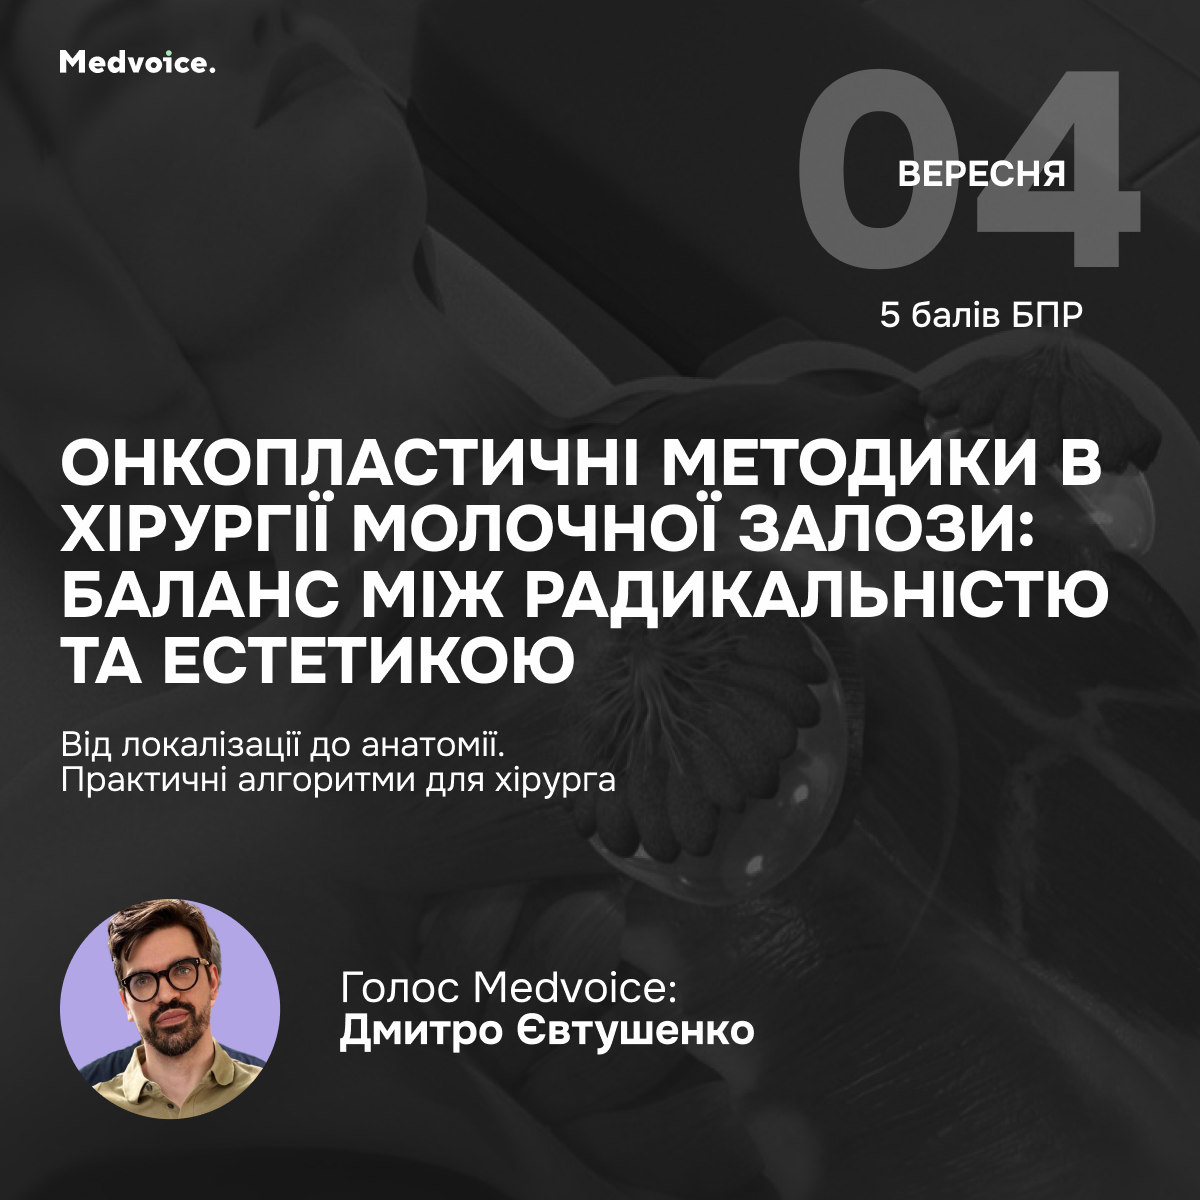 Medvoice.
04
ВЕРЕСНЯ
5 балів БПР
ОНКОПЛАСТИЧНІ МЕТОДИКИ В
ХІРУРГІЇ МОЛОЧНОЇ ЗАЛОЗИ:
БАЛАНС МІЖ РАДИКАЛЬНІСТЮ
ТА ЕСТЕТИКОЮ
Від локалізації до анатомії.
Практичні алгоритми для хірурга
Голос Medvoice:
Дмитро Євтушенко